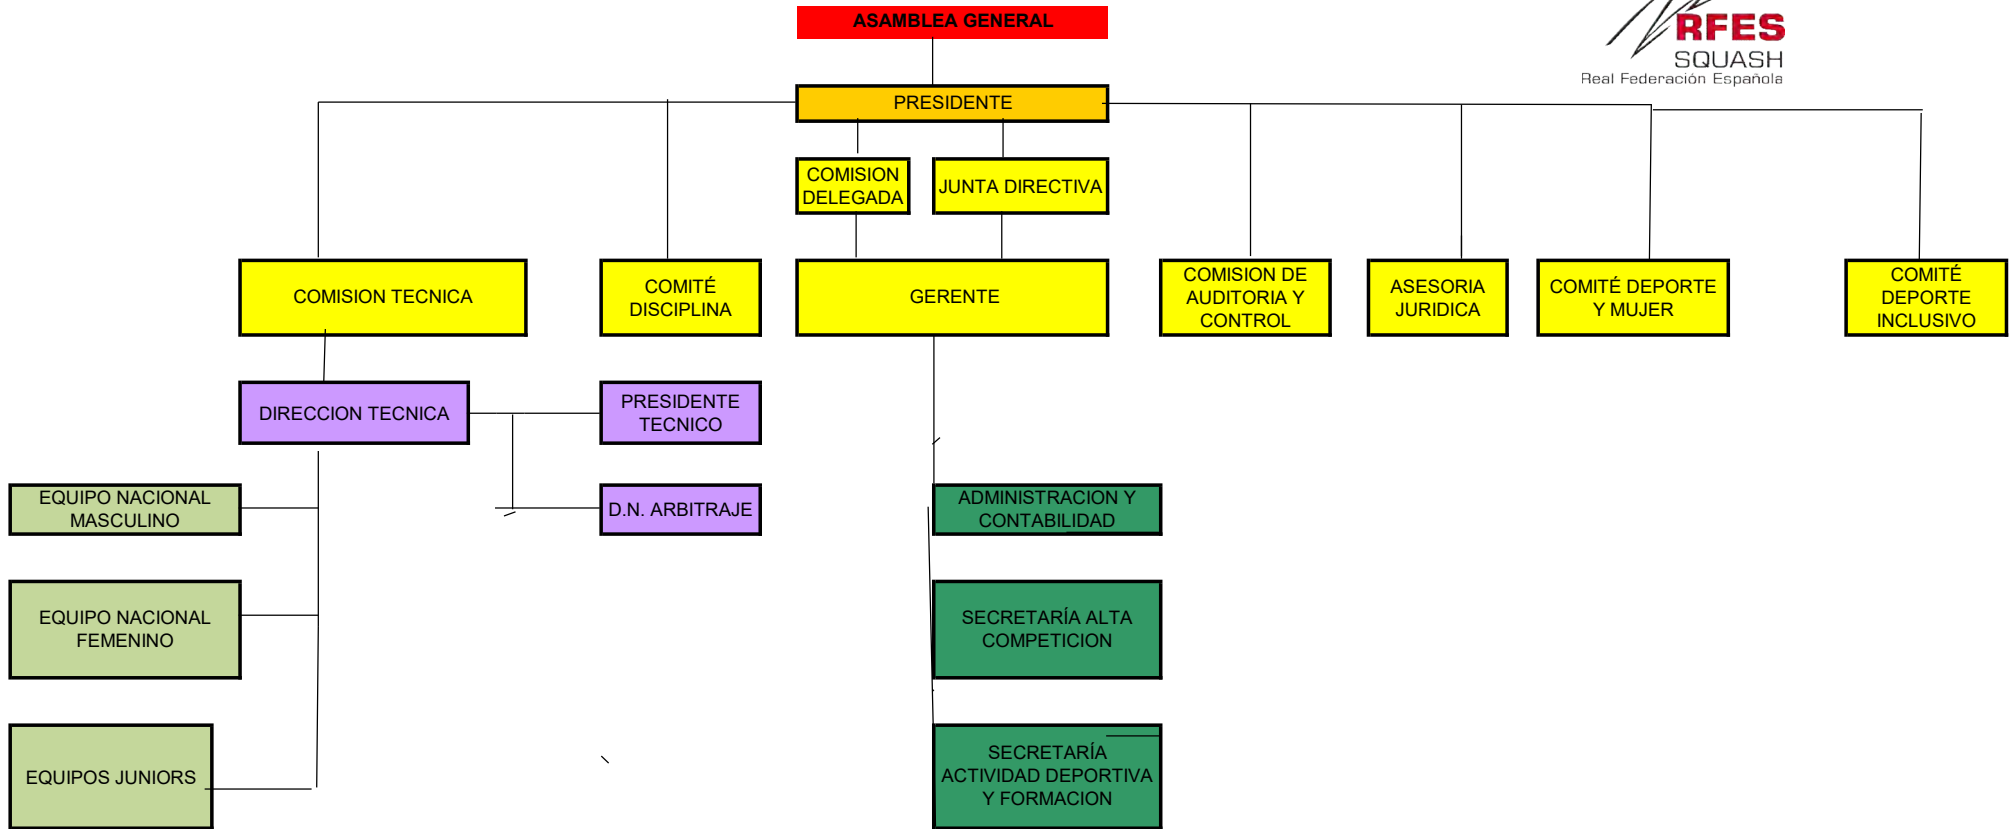 ASAMBLEA GENERAL
RFES
SQUASH
Real Federación Española
PRESIDENTE
COMISION
DELEGADA
JUNTA DIRECTIVA
COMISION TECNICA
COMITÉ
DISCIPLINA
GERENTE
COMISION DE
AUDITORIA Y
CONTROL
ASESORIA
JURIDICA
COMITÉ DEPORTE
Y MUJER
COMITÉ
DEPORTE
INCLUSIVO
DIRECCION TECNICA
PRESIDENTE
TECNICO
EQUIPO NACIONAL
MASCULINO
D.N. ARBITRAJE
ADMINISTRACION Y
CONTABILIDAD
EQUIPO NACIONAL
FEMENINO
SECRETARÍA ALTA
COMPETICION
EQUIPOS JUNIORS
SECRETARÍA
ACTIVIDAD DEPORTIVA
Y FORMACION